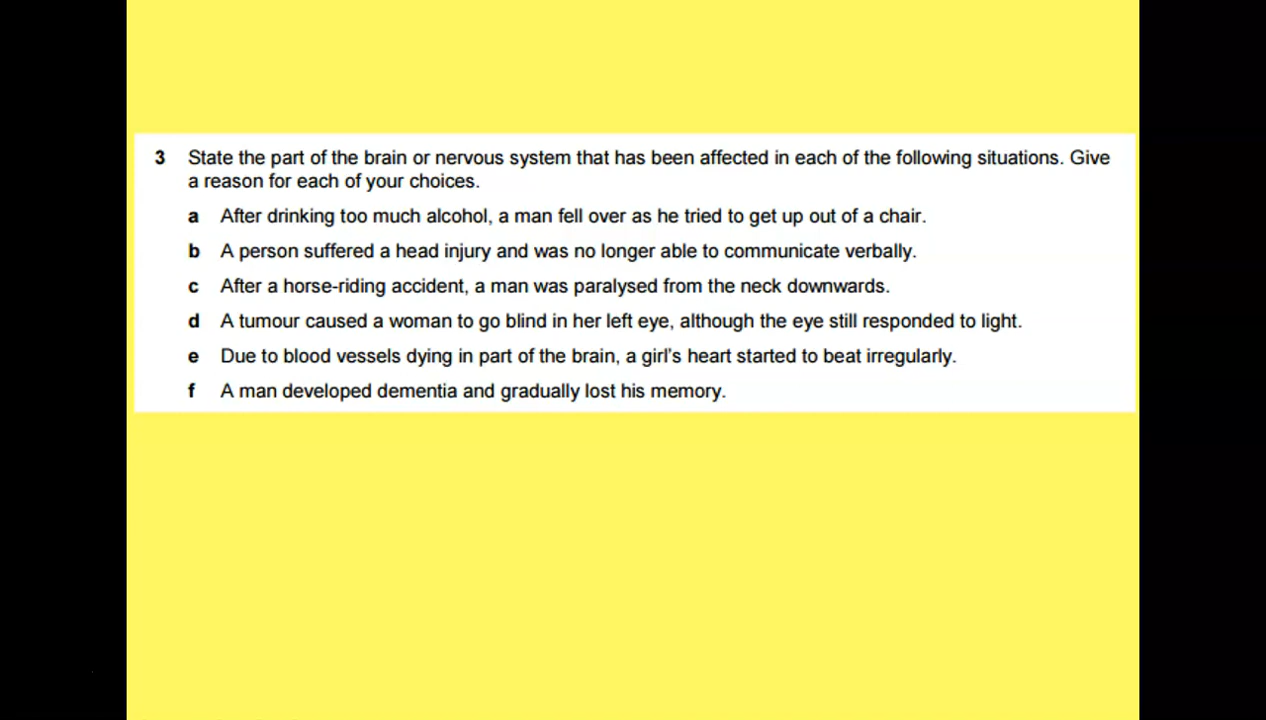 3 State the part of the brain or nervous system that has been affected in each of the following situations. Give
a reason for each of your choices.
a After drinking too much alcohol, a man fell over as he tried to get up out of a chair.
b A person suffered a head injury and was no longer able to communicate verbally.
c After a horse-riding accident, a man was paralysed from the neck downwards.
d A tumour caused a woman to go blind in her left eye, although the eye still responded to light.
e Due to blood vessels dying in part of the brain, a girl's heart started to beat irregularly.
f A man developed dementia and gradually lost his memory.